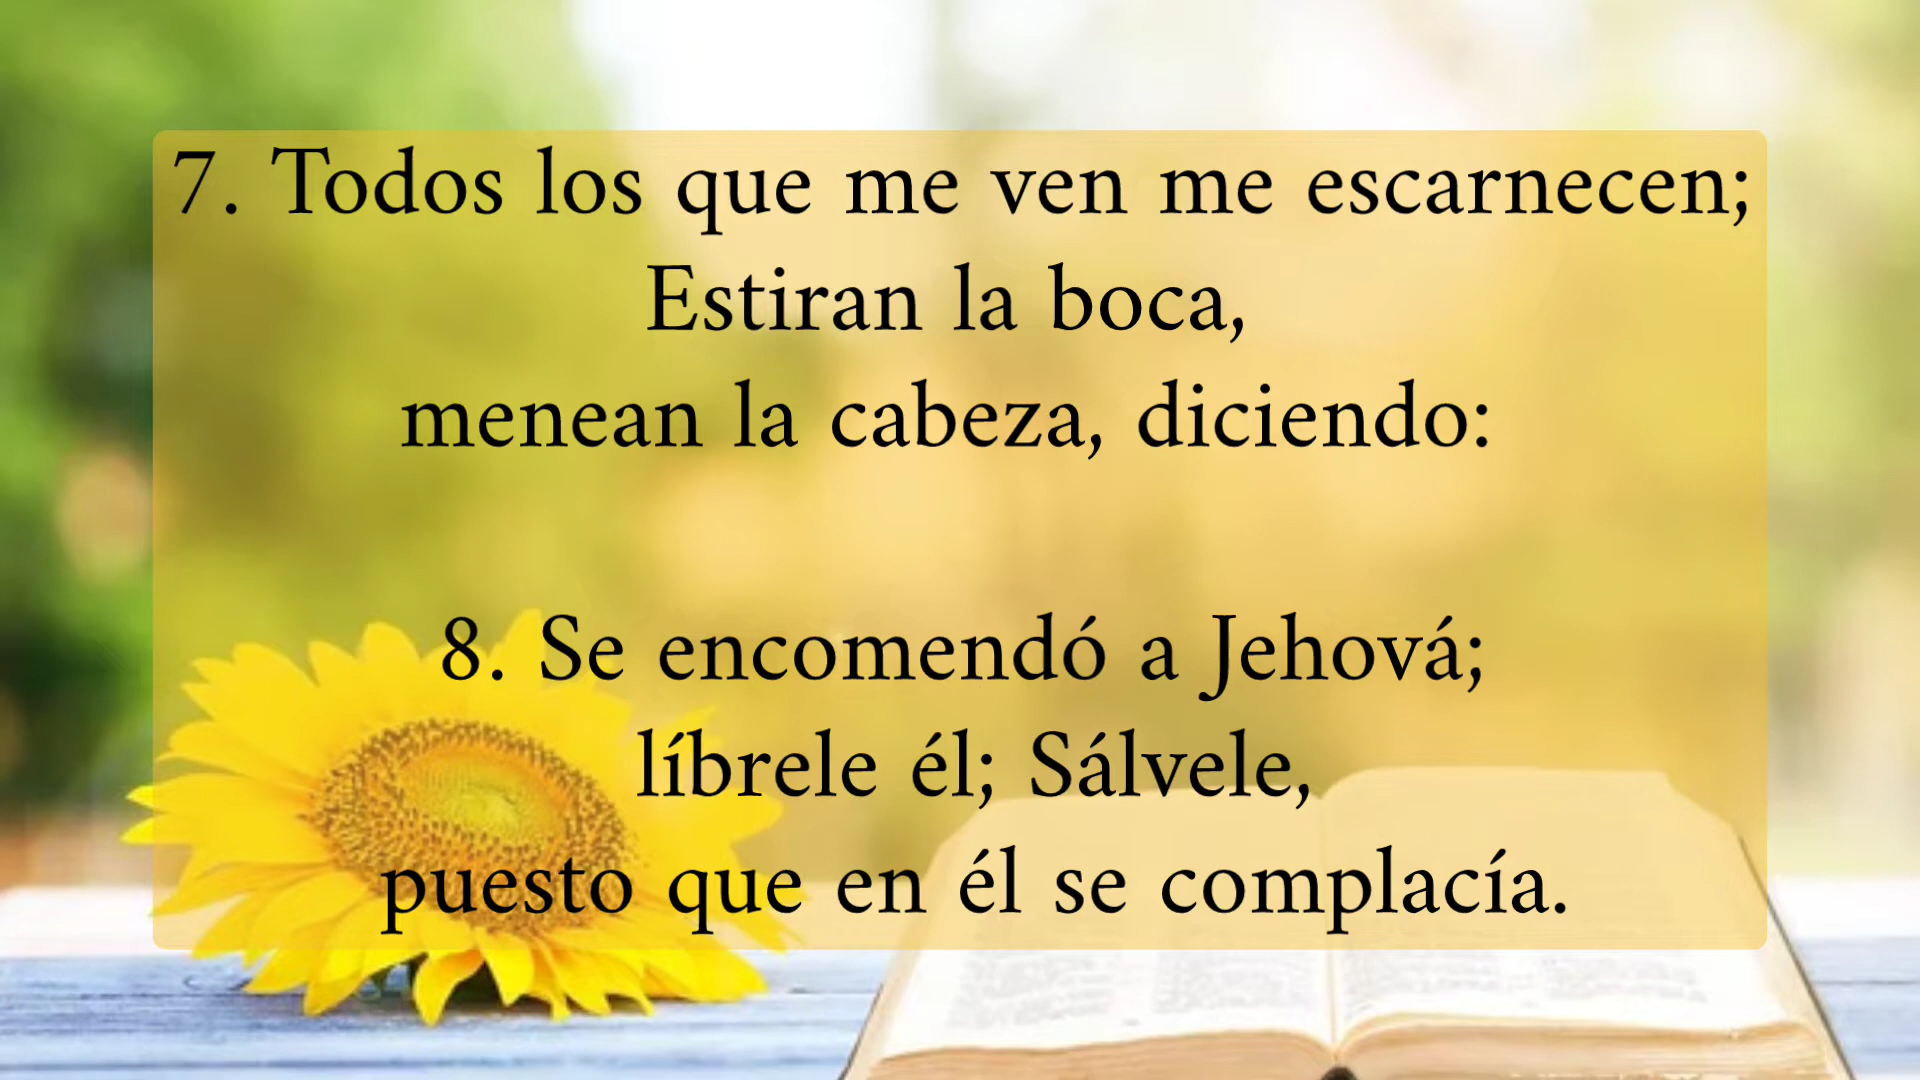 7. Todos los que me ven me escarnecen;
Estiran la boca,
menean la cabeza, diciendo:
8. Se encomendó a Jehová;
líbrele él; Sálvele,
puesto que en él se complacía.